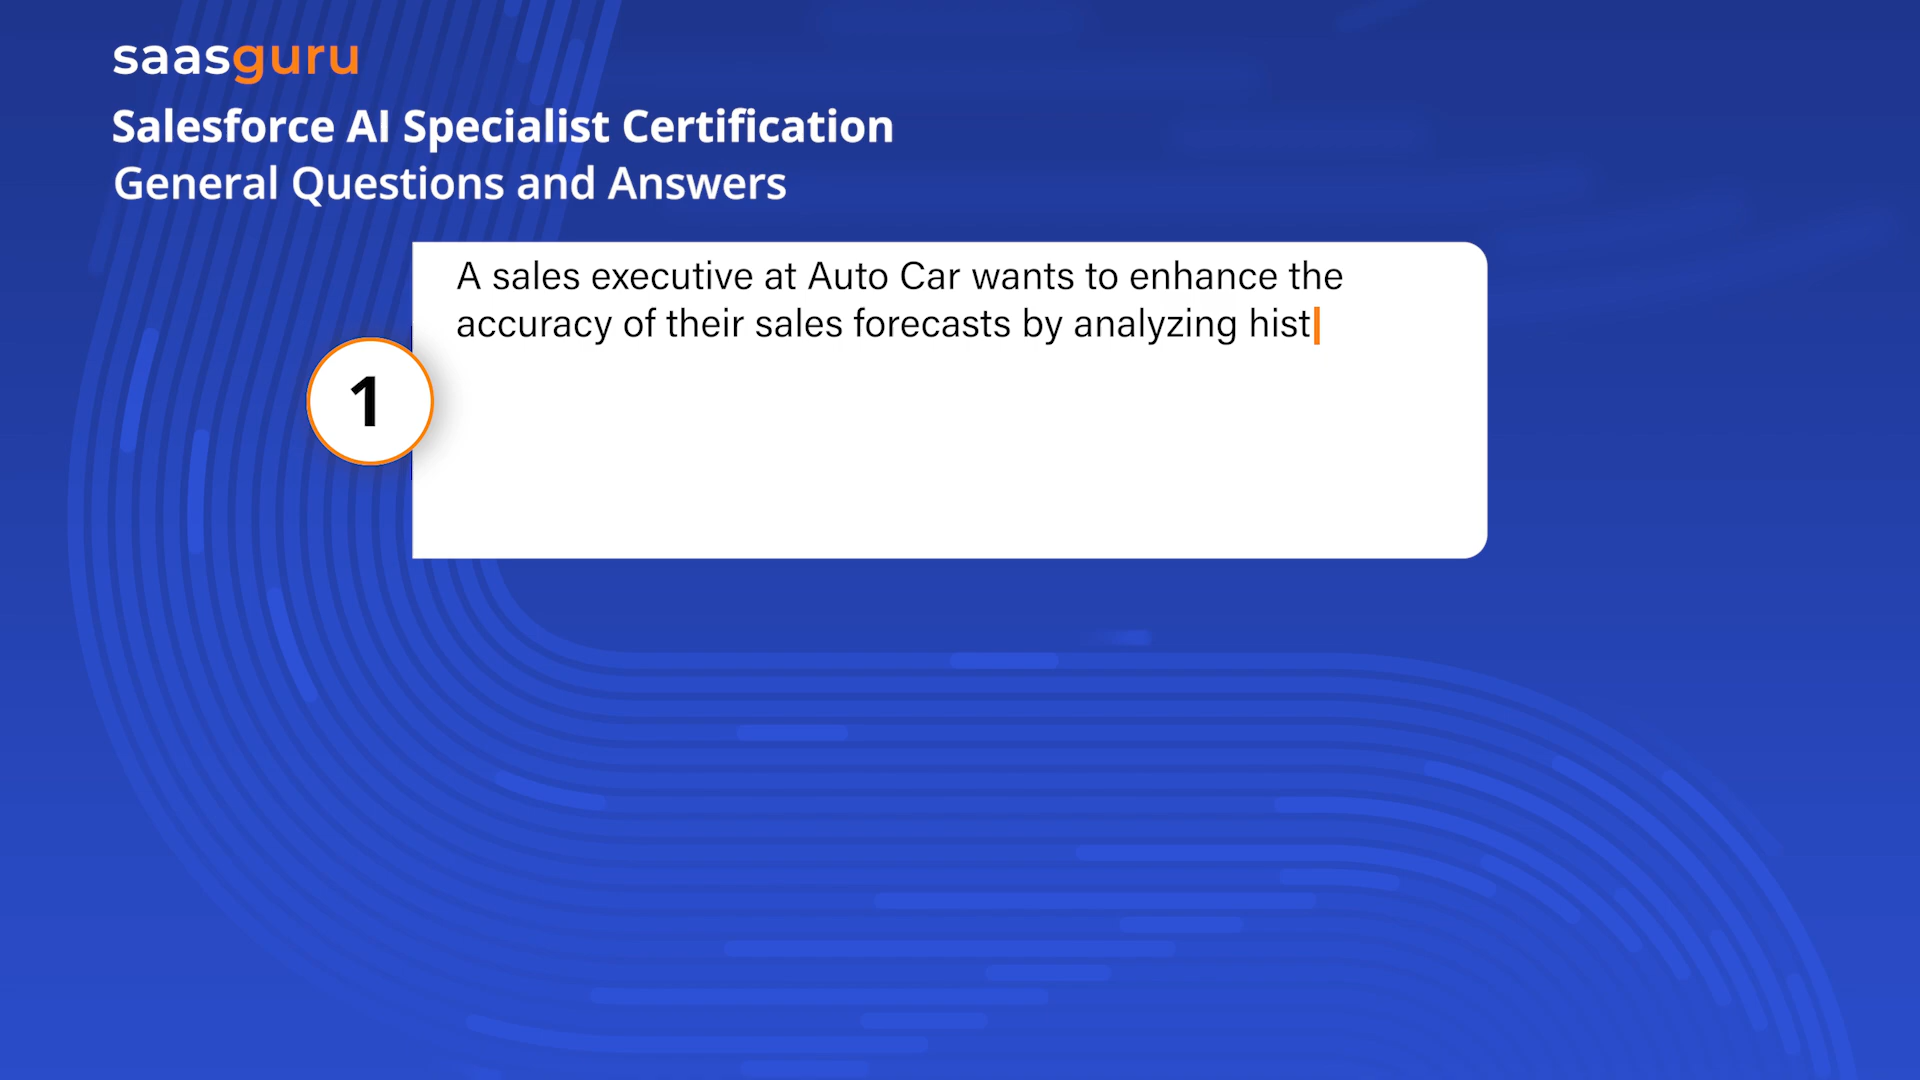 saasguru
Salesforce AI Specialist Certification
General Questions and Answers
A sales executive at Auto Car wants to enhance the
accuracy of their sales forecasts by analyzing hist
1